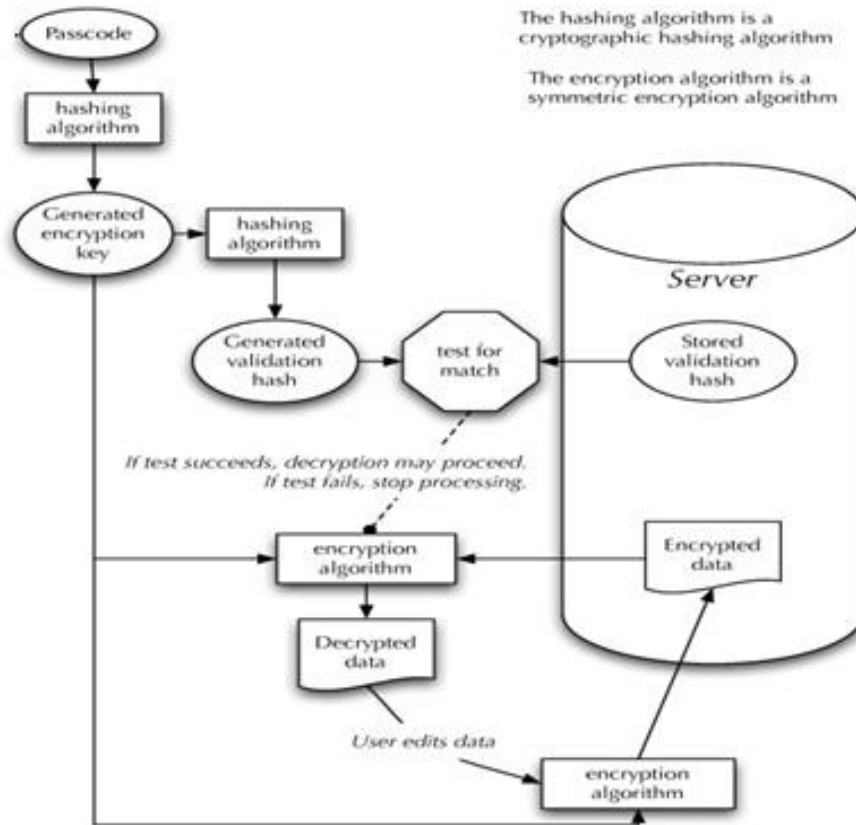 Passcode
The hashing algorithm is a
cryptographic hashing algorithm
The encryption algorithm is a
symmetric encryption algorithm
hashing
algorithm
Generated
encryption
key
hashing
algorithm
Server
Generated
validation
hash
test for
match
Stored
validation
hash
If test succeeds, decryption may proceed.
If test fails, stop processing.
encryption
algorithm
Encrypted
data
Decrypted
data
User edits data
encryption
algorithm